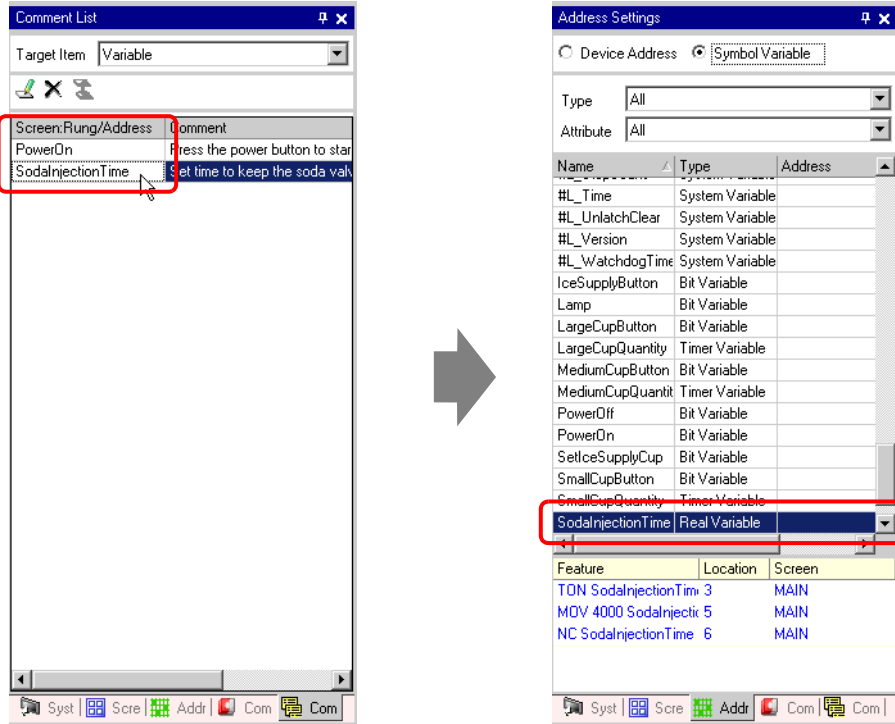 Comment List
Target Item Variable
Screen:Rung/Address Comment
PowerOn Press the power button to star
SodaInjectionTime Set time to keep the soda valv
Syst Scre Addr Com Com
Address Settings
Device Address Symbol Variable
Type All
Attribute All
Name Type Address
#L_Time System Variable
#L_UnlatchClear System Variable
#L_Version System Variable
#L_WatchdogTime System Variable
IceSupplyButton Bit Variable
Lamp Bit Variable
LargeCupButton Bit Variable
LargeCupQuantity Timer Variable
MediumCupButton Bit Variable
MediumCupQuantit Timer Variable
PowerOff Bit Variable
PowerOn Bit Variable
SetIceSupplyCup Bit Variable
SmallCupButton Bit Variable
SmallCupQuantity Timer Variable
SodaInjectionTime Real Variable
Feature Location Screen
TON SodaInjectionTim 3 MAIN
MOV 4000 SodaInjectic 5 MAIN
NC SodaInjectionTime 6 MAIN
Syst Scre Addr Com Com